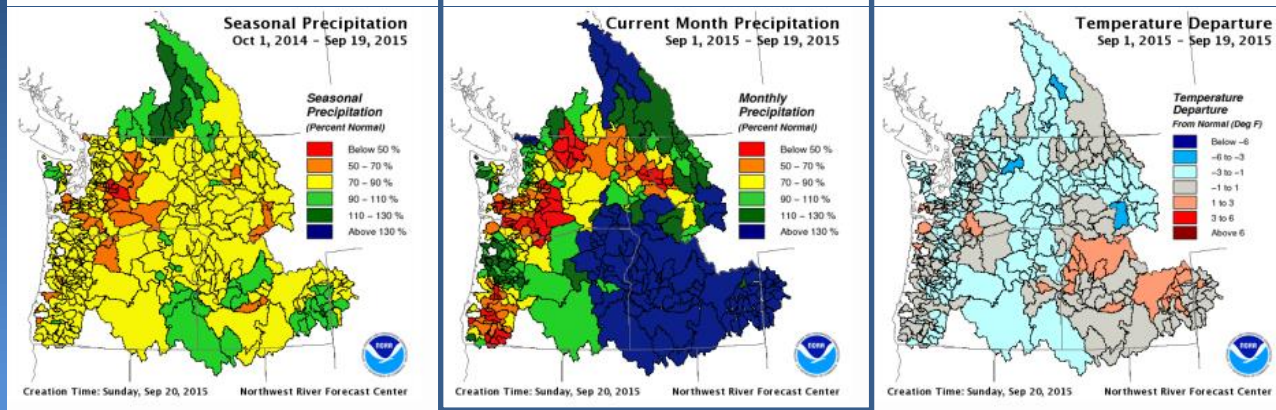 Seasonal Precipitation
Oct 1, 2014 – Sep 19, 2015
Seasonal
Precipitation
(Percent Normal)
Below 50 %
50 – 70 %
70 – 90 %
90 – 110 %
110 – 130 %
Above 130 %
NOAA
Creation Time: Sunday, Sep 20, 2015 Northwest River Forecast Center
Current Month Precipitation
Sep 1, 2015 – Sep 19, 2015
Monthly
Precipitation
(Percent Normal)
Below 50 %
50 – 70 %
70 – 90 %
90 – 110 %
110 – 130 %
Above 130 %
NOAA
Creation Time: Sunday, Sep 20, 2015 Northwest River Forecast Center
Temperature Departure
Sep 1, 2015 – Sep 19, 2015
Temperature
Departure
From Normal (Deg F)
Below –6
–6 to –3
–3 to –1
–1 to 1
1 to 3
3 to 6
Above 6
NOAA
Creation Time: Sunday, Sep 20, 2015 Northwest River Forecast Center